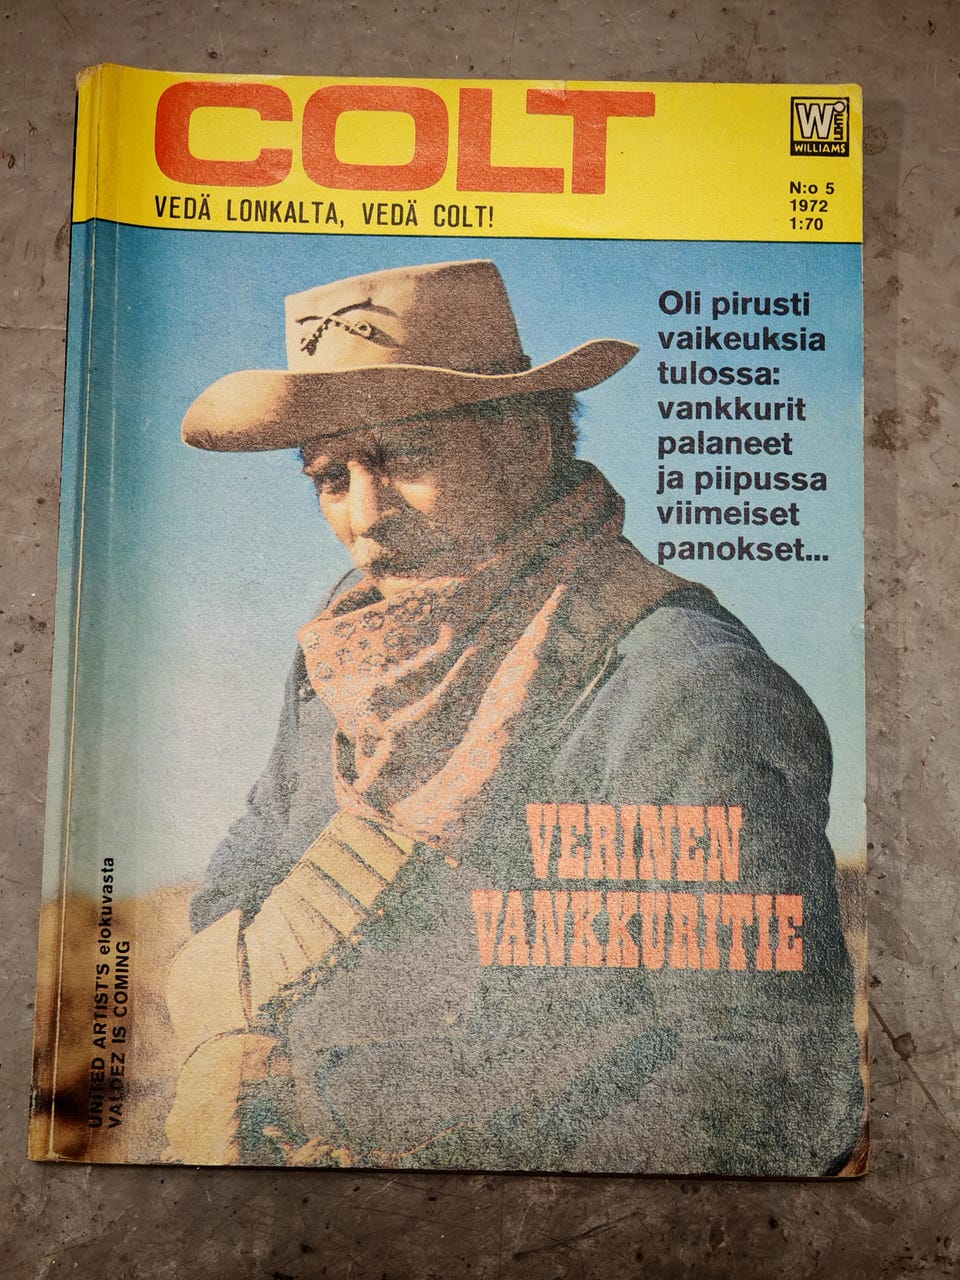 COLT
VEDÄ LONKALTA, VEDÄ COLT!
W LEHTI
WILLIAMS
N:o 5
1972
1:70
Oli pirusti
vaikeuksia
tulossa:
vankkurit
palaneet
ja piipussa
viimeiset
panokset...
VERINEN
VANKKURITIE
UNITED ARTIST'S elokuvasta
VALDEZ IS COMING